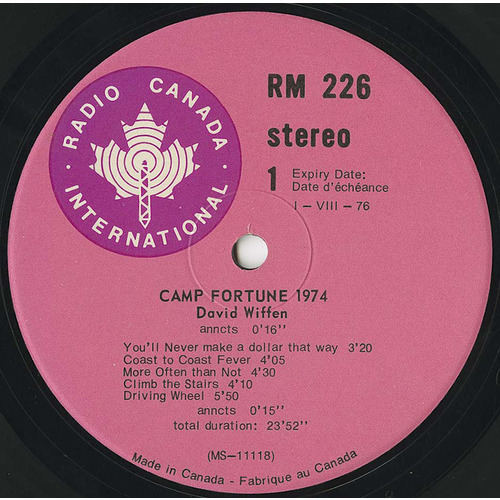 RADIO CANADA
INTERNATIONAL
RM 226
stereo
1 Expiry Date:
Date d'échéance
I - VIII - 76
CAMP FORTUNE 1974
David Wiffen
anncts 0'16"
You'll Never make a dollar that way 3'20
Coast to Coast Fever 4'05
More Often than Not 4'30
Climb the Stairs 4'10
Driving Wheel 5'50
anncts 0'15"
total duration: 23'52"
(MS-11118)
Made in Canada - Fabrique au Canada